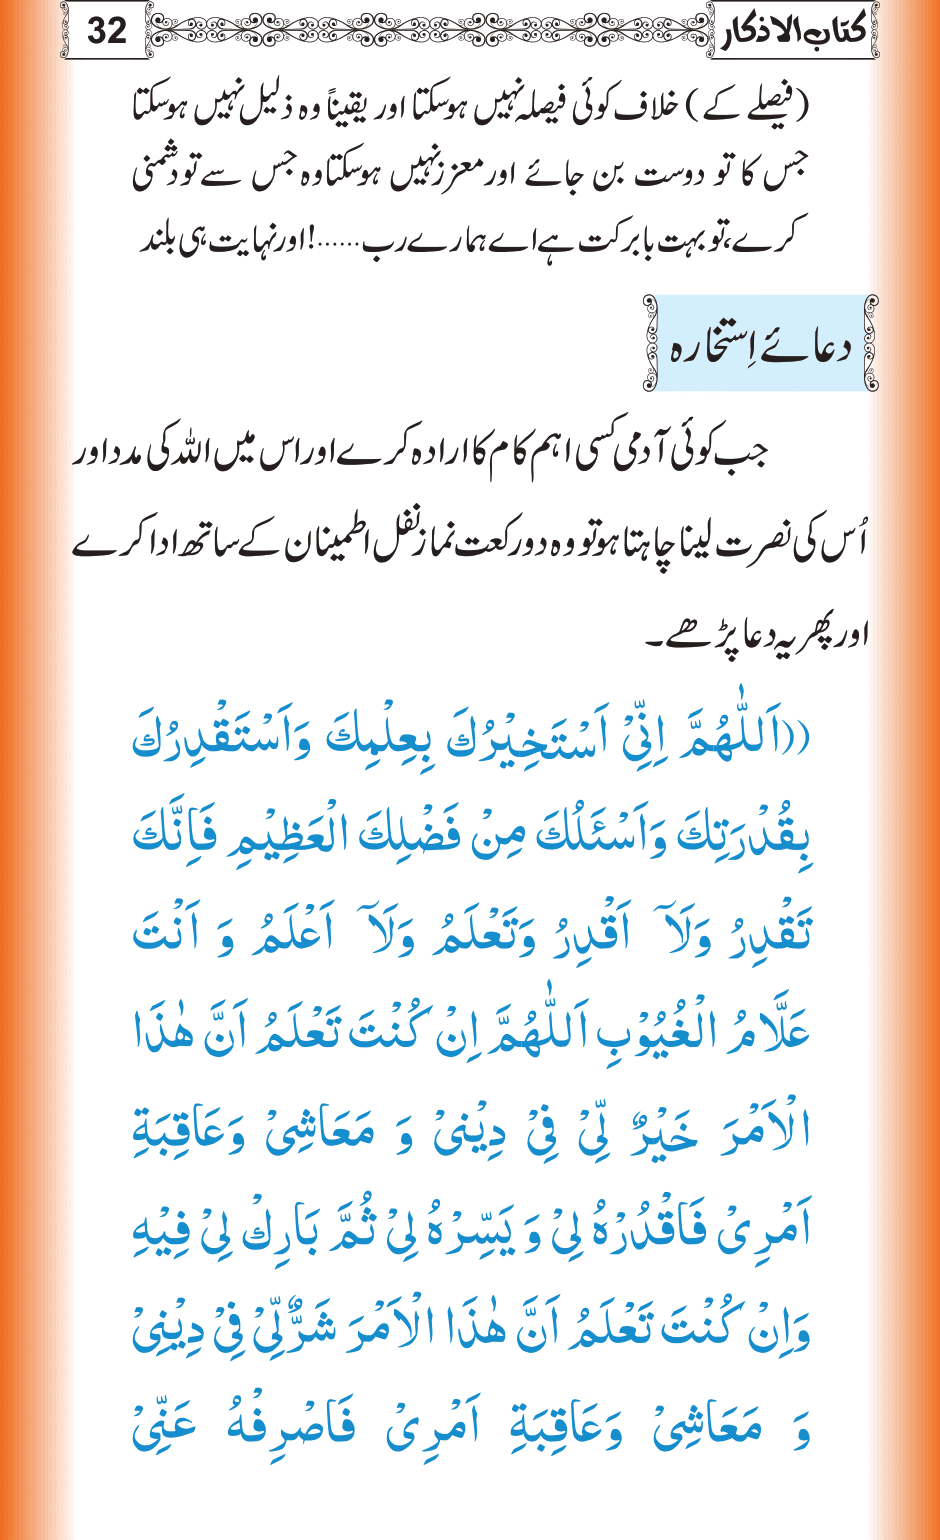 کتاب الاذکار 32
(فیصلے کے) خلاف کوئی فیصلہ نہیں ہوسکتا اور یقیناً وہ ذلیل نہیں ہوسکتا
جس کا تو دوست بن جائے اور معزز نہیں ہوسکتا وہ جس سے تو دشمنی
کرے، تو بہت بابرکت ہے اے ہمارے رب......! اور نہایت ہی بلند
دعائے اِستخارہ
جب کوئی آدمی کسی اہم کام کا ارادہ کرے اور اس میں اللہ کی مدد اور
اُس کی نصرت لینا چاہتا ہو تو وہ دو رکعت نماز نفل اطمینان کے ساتھ ادا کرے
اور پھر یہ دعا پڑھے۔
((اَللّٰهُمَّ اِنِّيْ اَسْتَخِيْرُكَ بِعِلْمِكَ وَاَسْتَقْدِرُكَ
بِقُدْرَتِكَ وَاَسْئَلُكَ مِنْ فَضْلِكَ الْعَظِيْمِ فَاِنَّكَ
تَقْدِرُ وَلَآ اَقْدِرُ وَتَعْلَمُ وَلَآ اَعْلَمُ وَ اَنْتَ
عَلَّامُ الْغُيُوْبِ اَللّٰهُمَّ اِنْ كُنْتَ تَعْلَمُ اَنَّ هٰذَا
الْاَمْرَ خَيْرٌ لِّيْ فِيْ دِيْنِيْ وَ مَعَاشِيْ وَعَاقِبَةِ
اَمْرِيْ فَاقْدُرْهُ لِيْ وَ يَسِّرْهُ لِيْ ثُمَّ بَارِكْ لِيْ فِيْهِ
وَاِنْ كُنْتَ تَعْلَمُ اَنَّ هٰذَا الْاَمْرَ شَرٌّ لِّيْ فِيْ دِيْنِيْ
وَ مَعَاشِيْ وَعَاقِبَةِ اَمْرِيْ فَاصْرِفْهُ عَنِّيْ